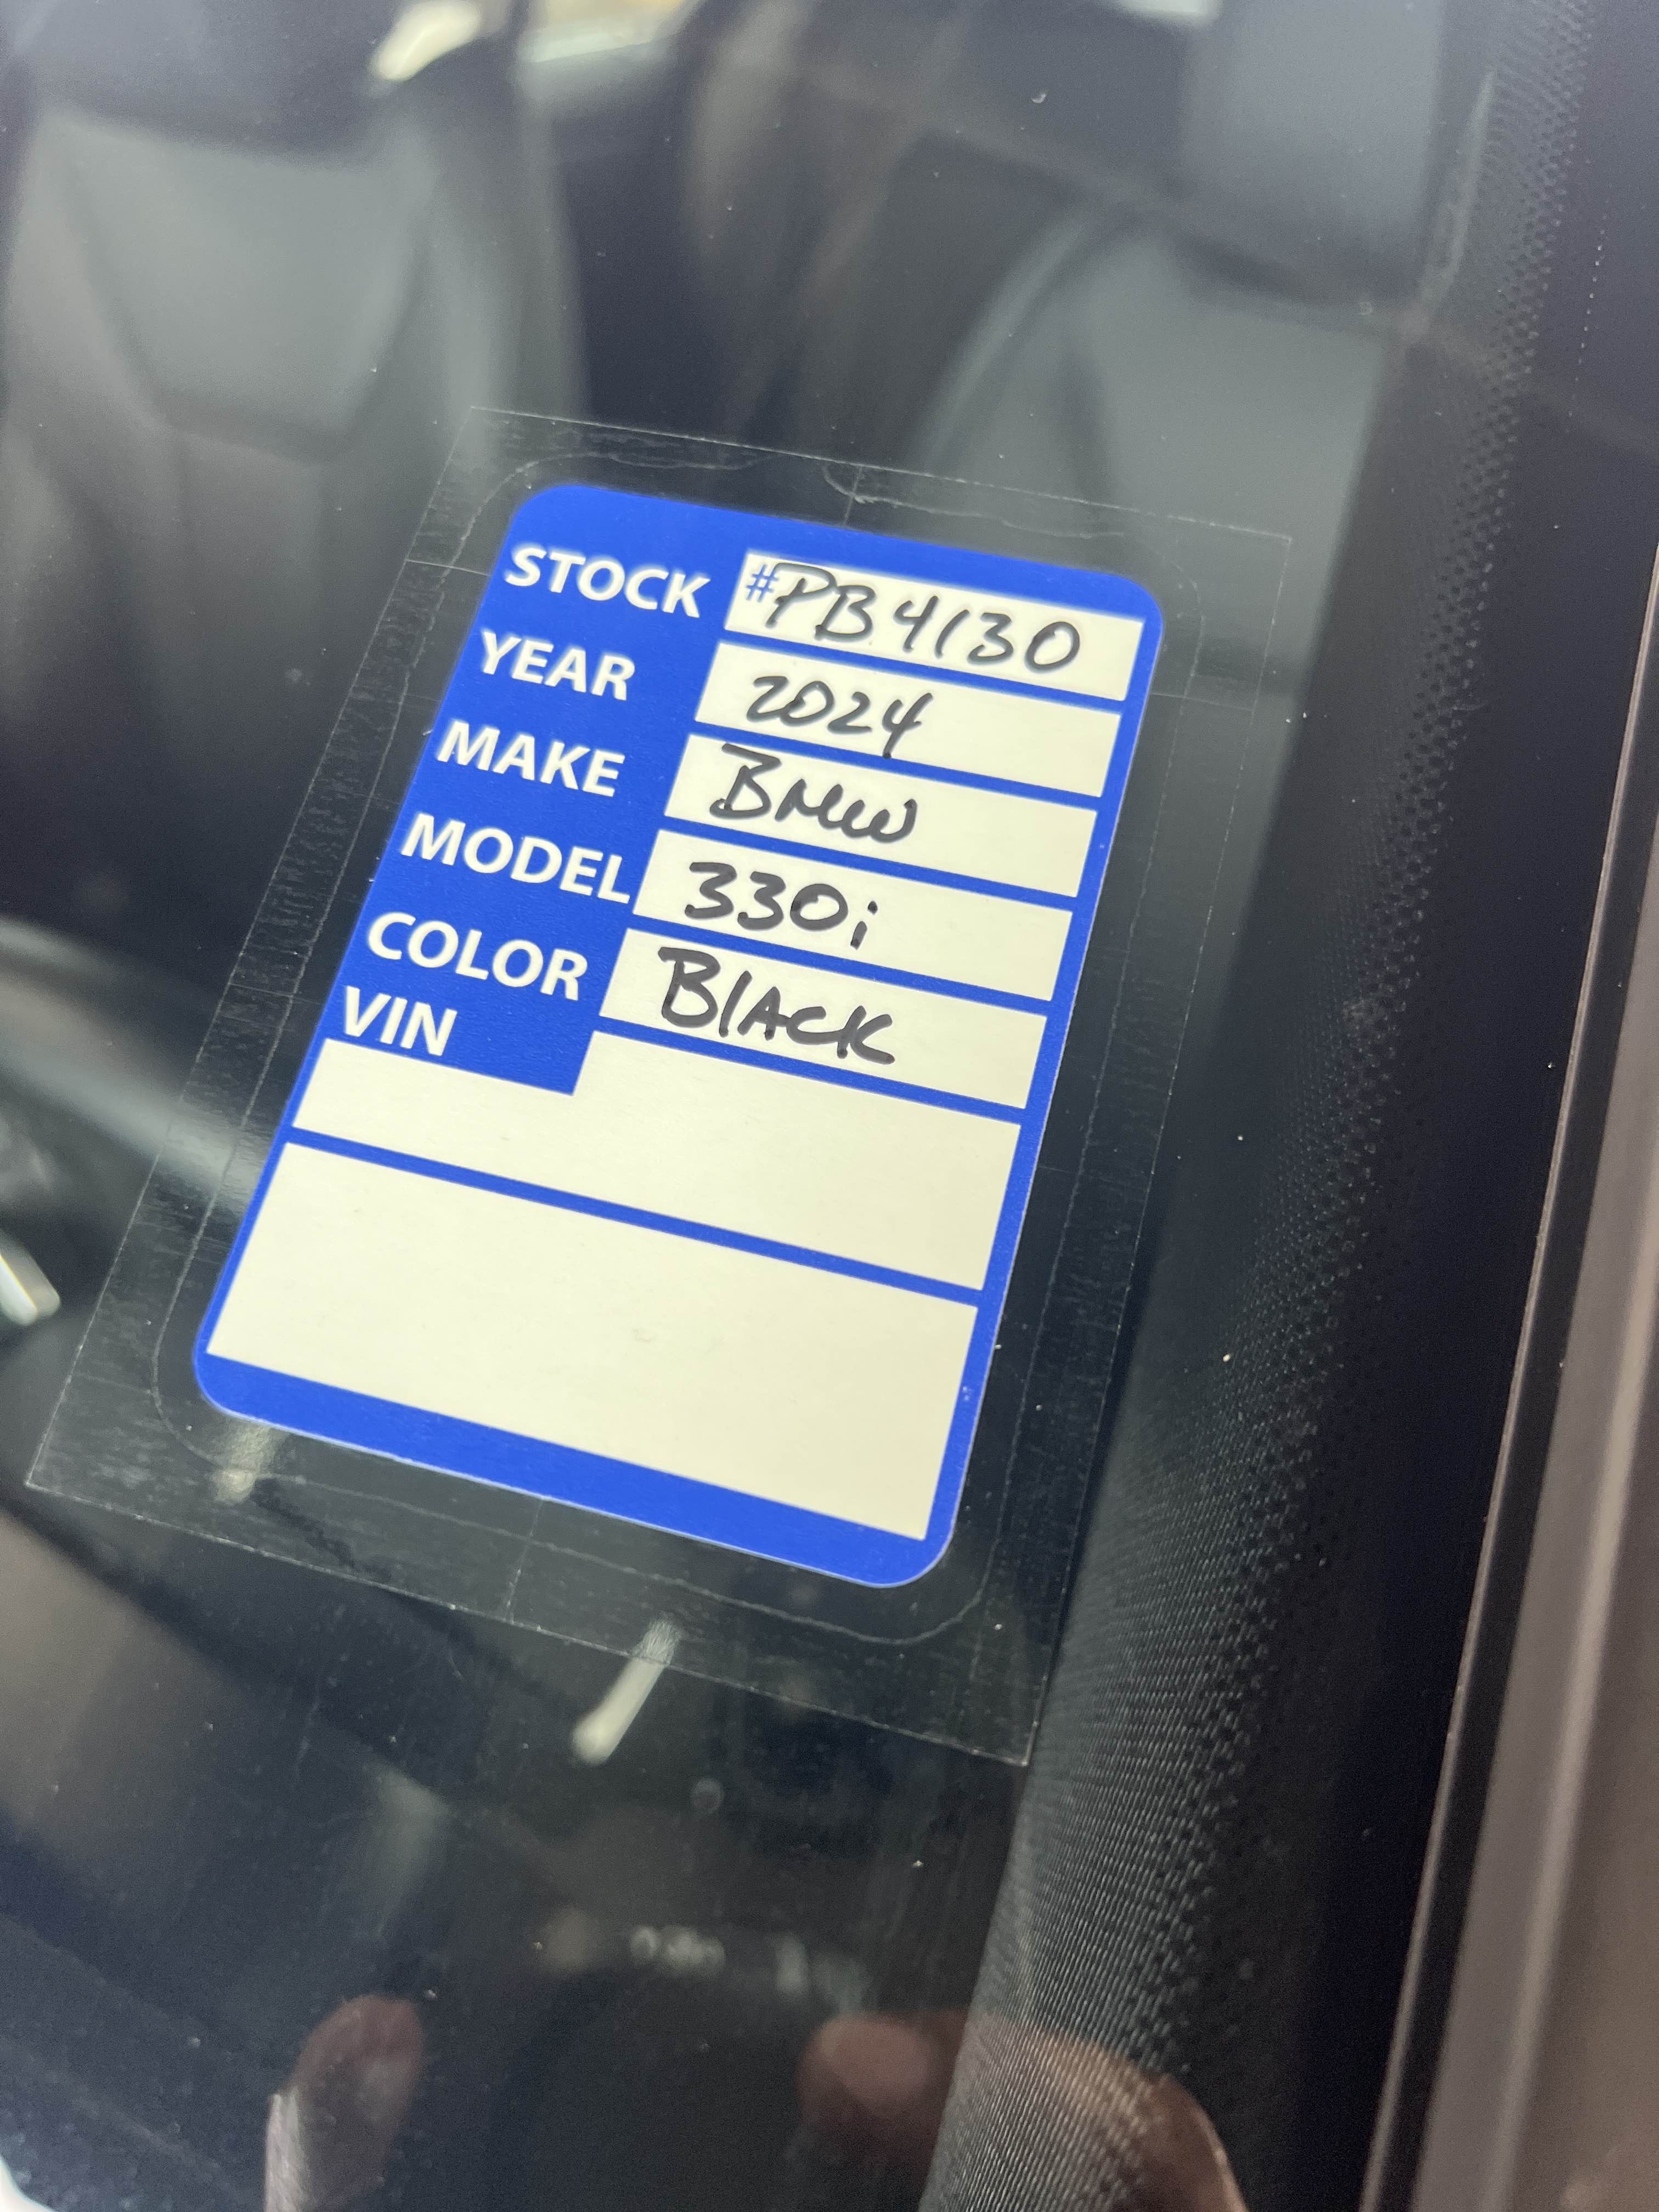 STOCK #PB4130
YEAR 2024
MAKE BMW
MODEL 330i
COLOR BlACK
VIN